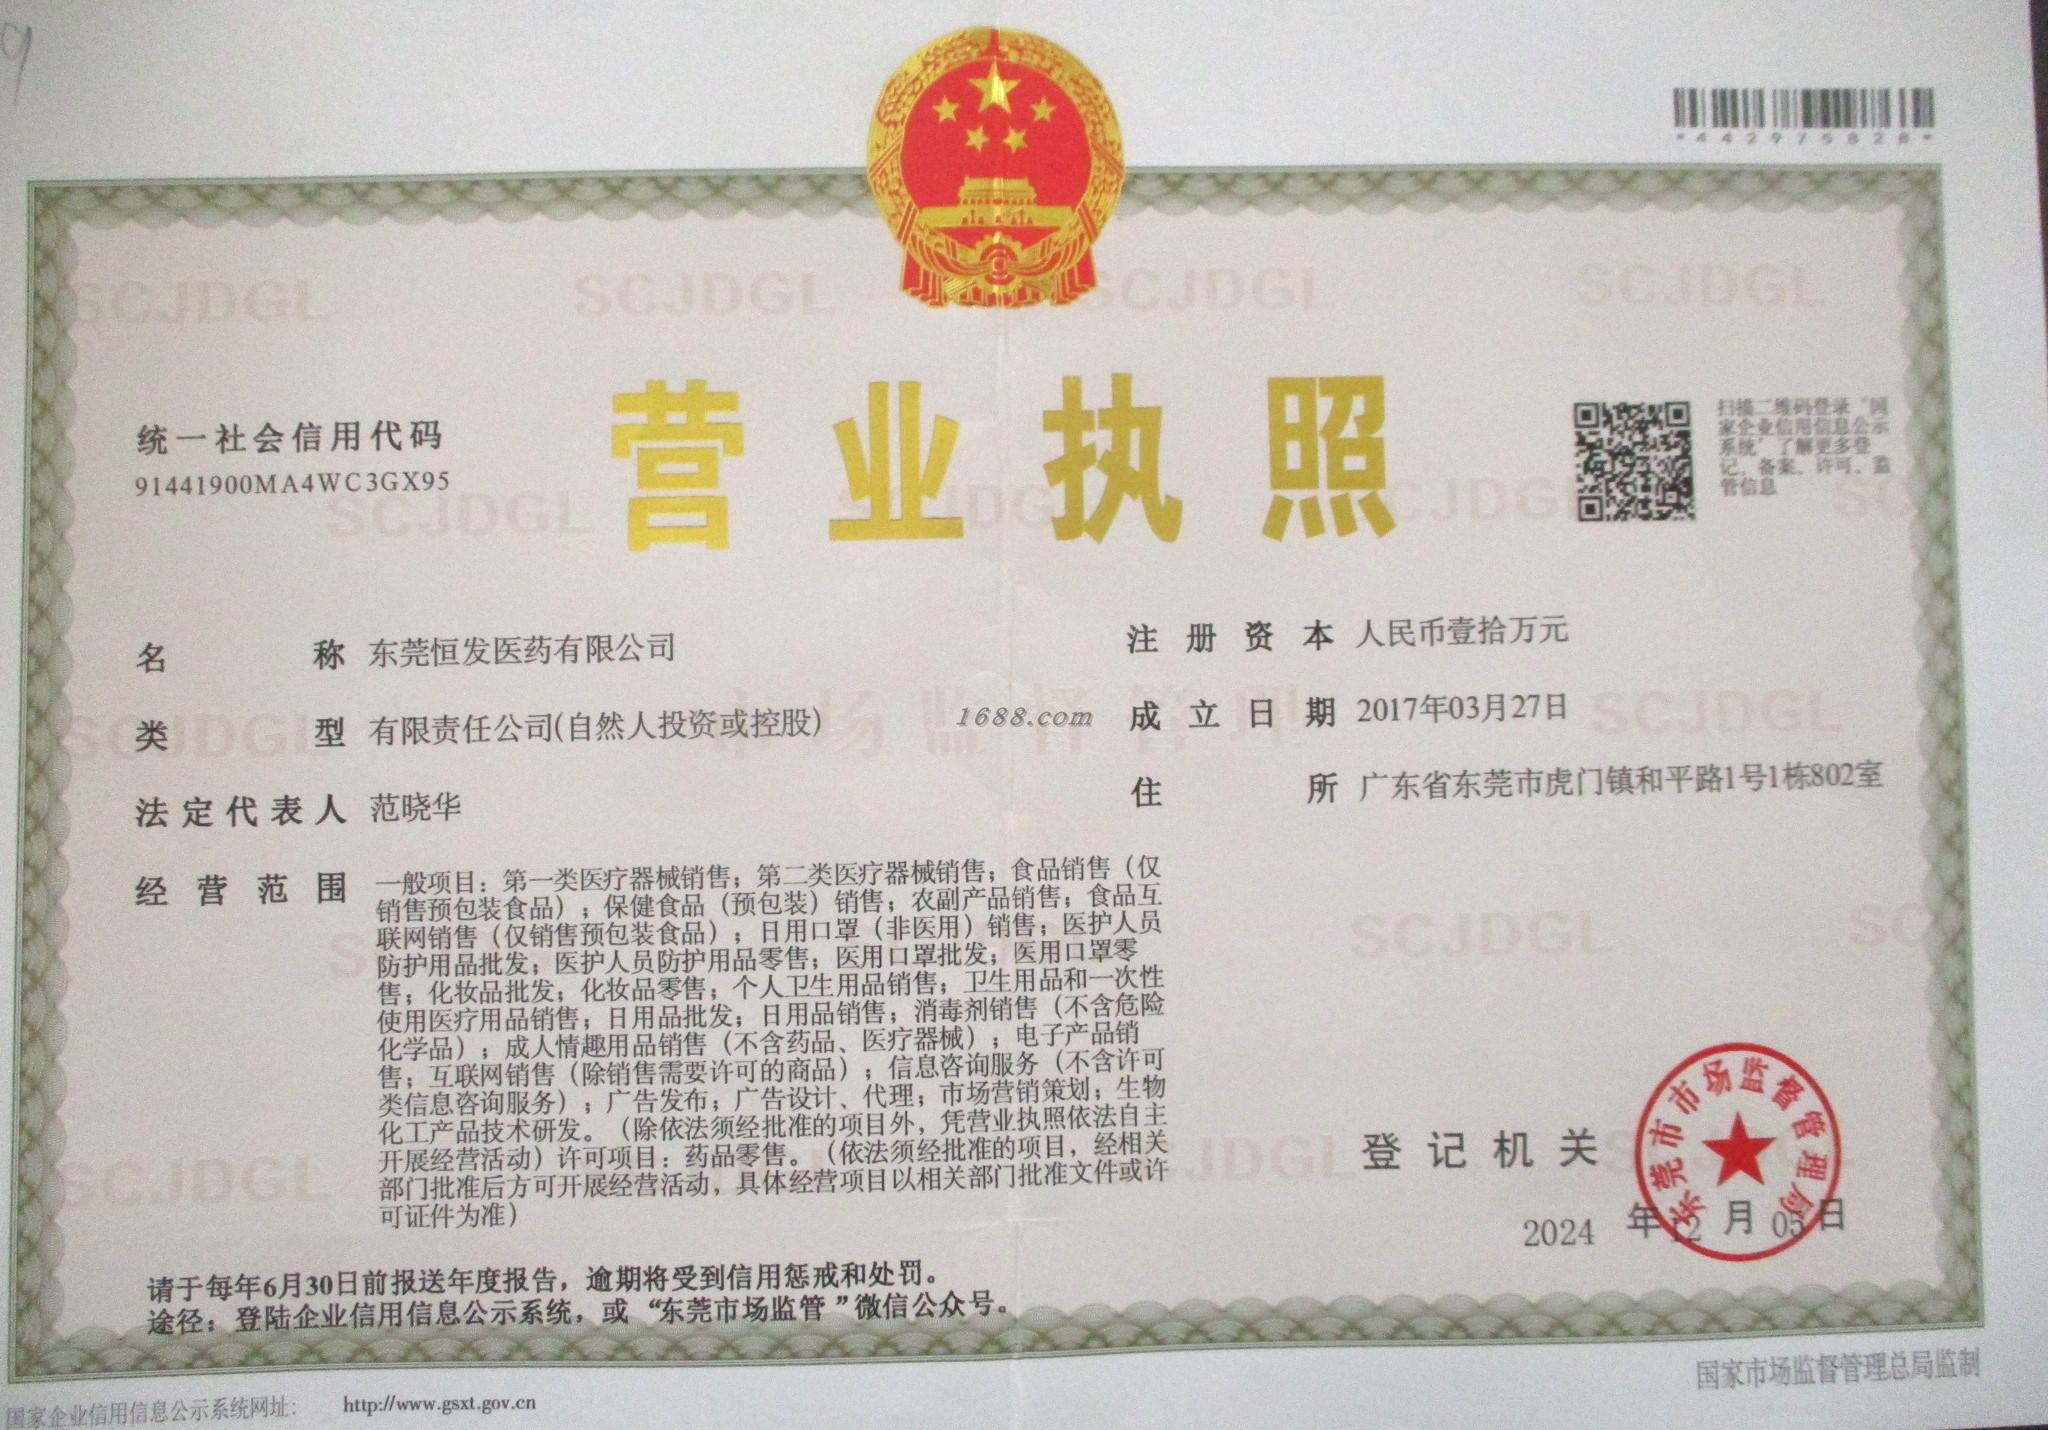 *442975828*
营业执照
统一社会信用代码
91441900MA4WC3GX95
扫描二维码登录‘国
家企业信用信息公示
系统’了解更多登
记、备案、许可、监
管信息
名称 东莞恒发医药有限公司
类型 有限责任公司(自然人投资或控股)
法定代表人 范晓华
注册资本 人民币壹拾万元
成立日期 2017年03月27日
住所 广东省东莞市虎门镇和平路1号1栋802室
1688.com
经营范围 一般项目：第一类医疗器械销售；第二类医疗器械销售；食品销售（仅
销售预包装食品）；保健食品（预包装）销售；农副产品销售；食品互
联网销售（仅销售预包装食品）；日用口罩（非医用）销售；医护人员
防护用品批发；医护人员防护用品零售；医用口罩批发；医用口罩零
售；化妆品批发；化妆品零售；个人卫生用品销售；卫生用品和一次性
使用医疗用品销售；日用品批发；日用品销售；消毒剂销售（不含危险
化学品）；成人情趣用品销售（不含药品、医疗器械）；电子产品销
售；互联网销售（除销售需要许可的商品）；信息咨询服务（不含许可
类信息咨询服务）；广告发布；广告设计、代理；市场营销策划；生物
化工产品技术研发。（除依法须经批准的项目外，凭营业执照依法自主
开展经营活动）许可项目：药品零售。（依法须经批准的项目，经相关
部门批准后方可开展经营活动，具体经营项目以相关部门批准文件或许
可证件为准）
登记机关
东莞市市场监督管理局
2024年12月05日
请于每年6月30日前报送年度报告，逾期将受到信用惩戒和处罚。
途径：登陆企业信用信息公示系统，或“东莞市场监管”微信公众号。
国家企业信用信息公示系统网址： http://www.gsxt.gov.cn
国家市场监督管理总局监制
SCJDGL
市场监督管理